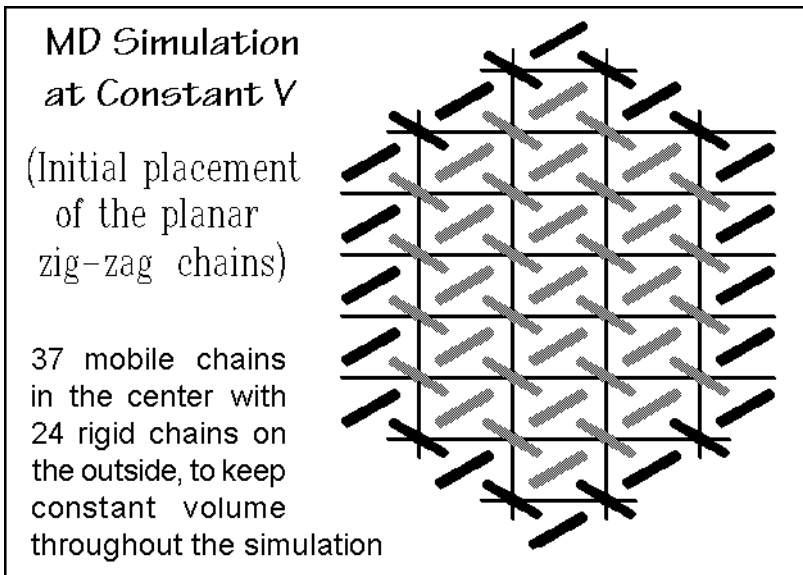 MD Simulation
at Constant V
(Initial placement
of the planar
zig-zag chains)
37 mobile chains
in the center with
24 rigid chains on
the outside, to keep
constant volume
throughout the simulation